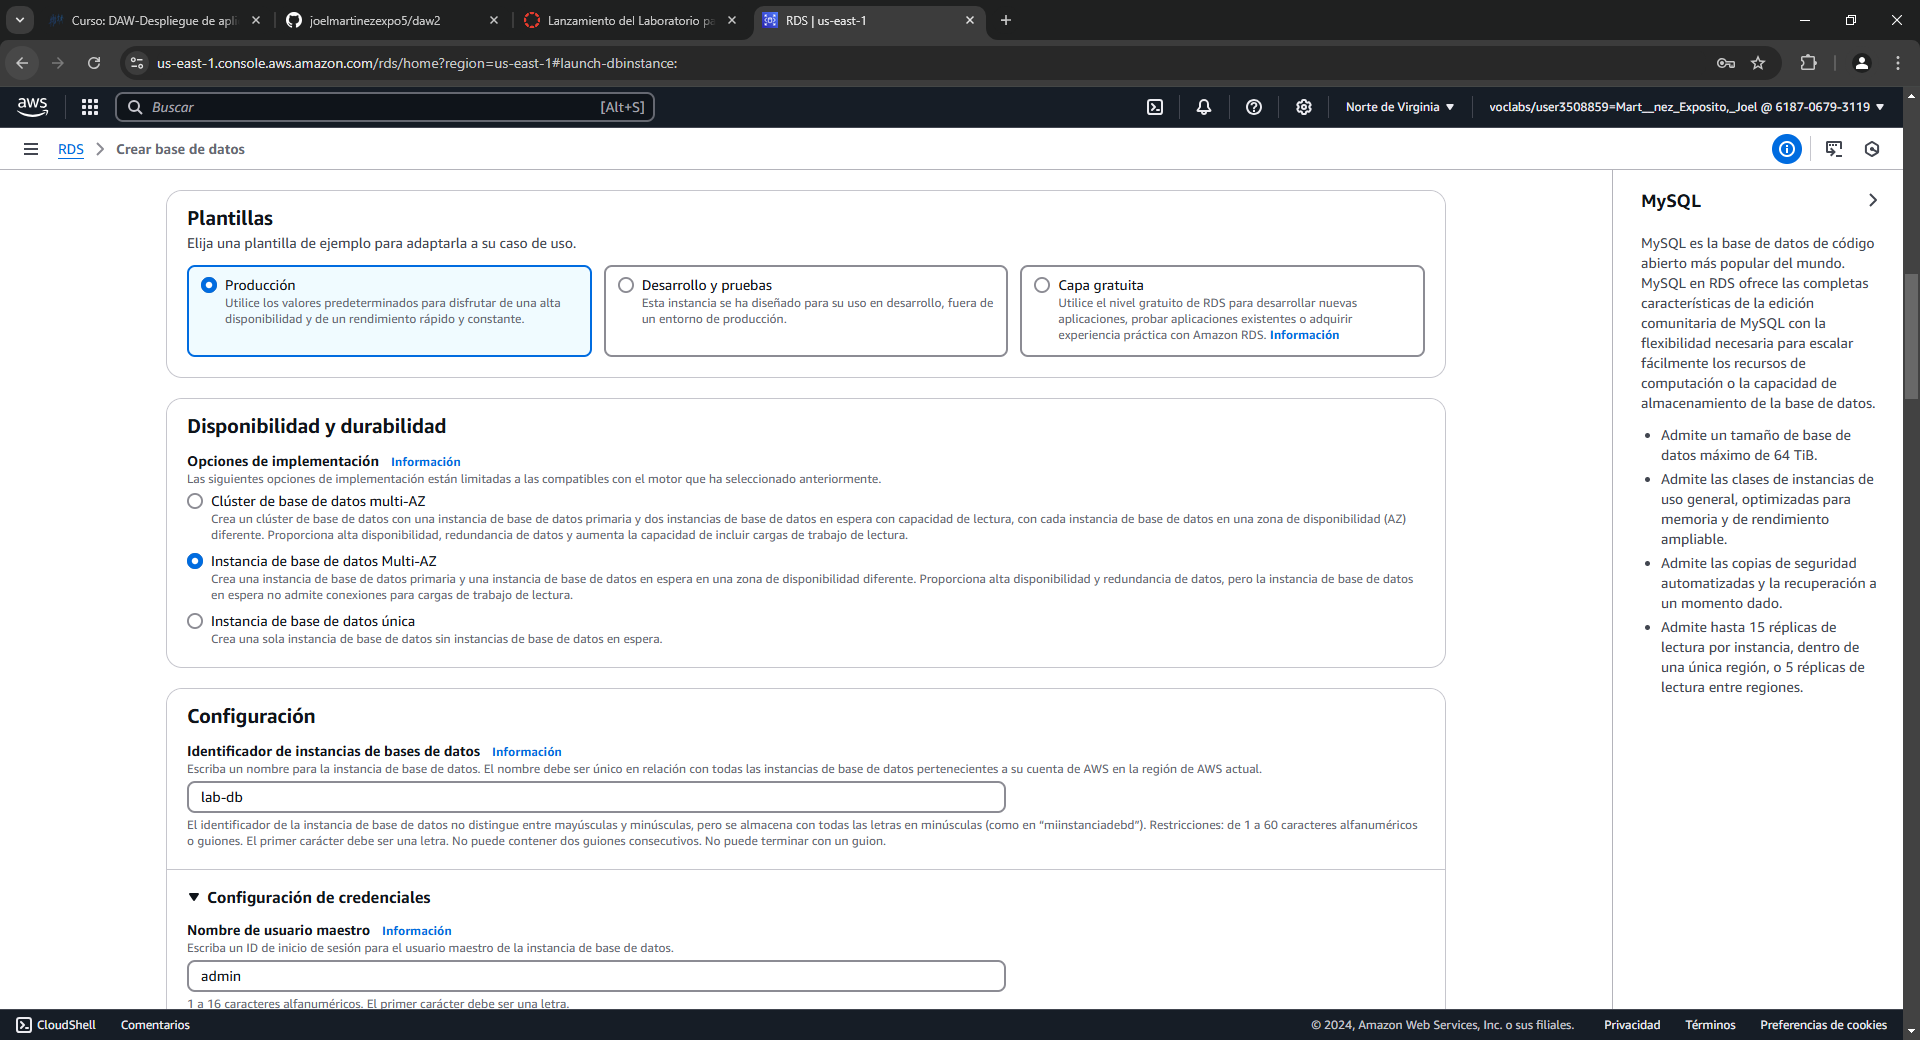 Curso: DAW-Despliegue de apli
joelmartinezexpo5/daw2
Lanzamiento del Laboratorio pa
RDS | us-east-1
us-east-1.console.aws.amazon.com/rds/home?region=us-east-1#launch-dbinstance:
aws
Buscar
[Alt+S]
Norte de Virginia
voclabs/user3508859=Mart__nez_Exposito,_Joel @ 6187-0679-3119
RDS
Crear base de datos
Plantillas
Elija una plantilla de ejemplo para adaptarla a su caso de uso.
Producción
Utilice los valores predeterminados para disfrutar de una alta
disponibilidad y de un rendimiento rápido y constante.
Desarrollo y pruebas
Esta instancia se ha diseñado para su uso en desarrollo, fuera de
un entorno de producción.
Capa gratuita
Utilice el nivel gratuito de RDS para desarrollar nuevas
aplicaciones, probar aplicaciones existentes o adquirir
experiencia práctica con Amazon RDS. Información
Disponibilidad y durabilidad
Opciones de implementación Información
Las siguientes opciones de implementación están limitadas a las compatibles con el motor que ha seleccionado anteriormente.
Clúster de base de datos multi-AZ
Crea un clúster de base de datos con una instancia de base de datos primaria y dos instancias de base de datos en espera con capacidad de lectura, con cada instancia de base de datos en una zona de disponibilidad (AZ)
diferente. Proporciona alta disponibilidad, redundancia de datos y aumenta la capacidad de incluir cargas de trabajo de lectura.
Instancia de base de datos Multi-AZ
Crea una instancia de base de datos primaria y una instancia de base de datos en espera en una zona de disponibilidad diferente. Proporciona alta disponibilidad y redundancia de datos, pero la instancia de base de datos
en espera no admite conexiones para cargas de trabajo de lectura.
Instancia de base de datos única
Crea una sola instancia de base de datos sin instancias de base de datos en espera.
Configuración
Identificador de instancias de bases de datos Información
Escriba un nombre para la instancia de base de datos. El nombre debe ser único en relación con todas las instancias de base de datos pertenecientes a su cuenta de AWS en la región de AWS actual.
lab-db
El identificador de la instancia de base de datos no distingue entre mayúsculas y minúsculas, pero se almacena con todas las letras en minúsculas (como en “miinstanciadebd”). Restricciones: de 1 a 60 caracteres alfanuméricos
o guiones. El primer carácter debe ser una letra. No puede contener dos guiones consecutivos. No puede terminar con un guion.
Configuración de credenciales
Nombre de usuario maestro Información
Escriba un ID de inicio de sesión para el usuario maestro de la instancia de base de datos.
admin
1 a 16 caracteres alfanuméricos. El primer carácter debe ser una letra.
MySQL
MySQL es la base de datos de código
abierto más popular del mundo.
MySQL en RDS ofrece las completas
características de la edición
comunitaria de MySQL con la
flexibilidad necesaria para escalar
fácilmente los recursos de
computación o la capacidad de
almacenamiento de la base de datos.
• Admite un tamaño de base de
datos máximo de 64 TiB.
• Admite las clases de instancias de
uso general, optimizadas para
memoria y de rendimiento
ampliable.
• Admite las copias de seguridad
automatizadas y la recuperación a
un momento dado.
• Admite hasta 15 réplicas de
lectura por instancia, dentro de
una única región, o 5 réplicas de
lectura entre regiones.
CloudShell
Comentarios
© 2024, Amazon Web Services, Inc. o sus filiales.
Privacidad
Términos
Preferencias de cookies